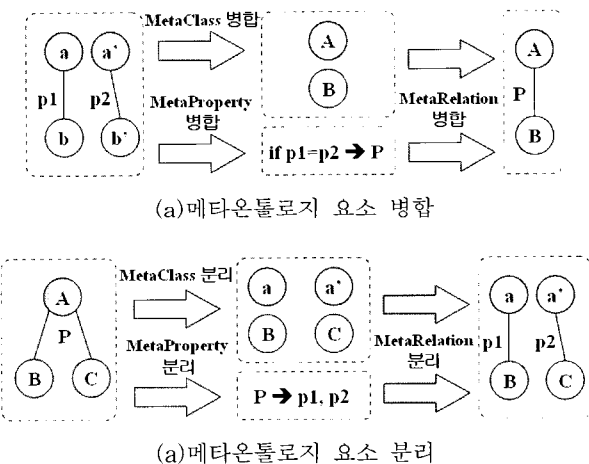 MetaClass 병합
a
a'
p1
p2
b
b'
MetaProperty
병합
A
B
if p1=p2 ➔ P
MetaRelation
병합
A
P
B
(a)메타온톨로지 요소 병합
A
P
B
C
MetaClass 분리
MetaProperty
분리
a
a'
B
C
P ➔ p1, p2
MetaRelation
분리
a
a'
p1
p2
B
C
(a)메타온톨로지 요소 분리